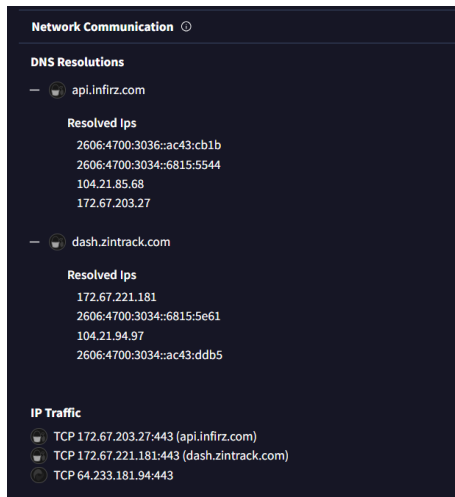 Network Communication
DNS Resolutions
api.infirz.com
Resolved Ips
2606:4700:3036::ac43:cb1b
2606:4700:3034::6815:5544
104.21.85.68
172.67.203.27
dash.zintrack.com
Resolved Ips
172.67.221.181
2606:4700:3034::6815:5e61
104.21.94.97
2606:4700:3034::ac43:ddb5
IP Traffic
TCP 172.67.203.27:443 (api.infirz.com)
TCP 172.67.221.181:443 (dash.zintrack.com)
TCP 64.233.181.94:443